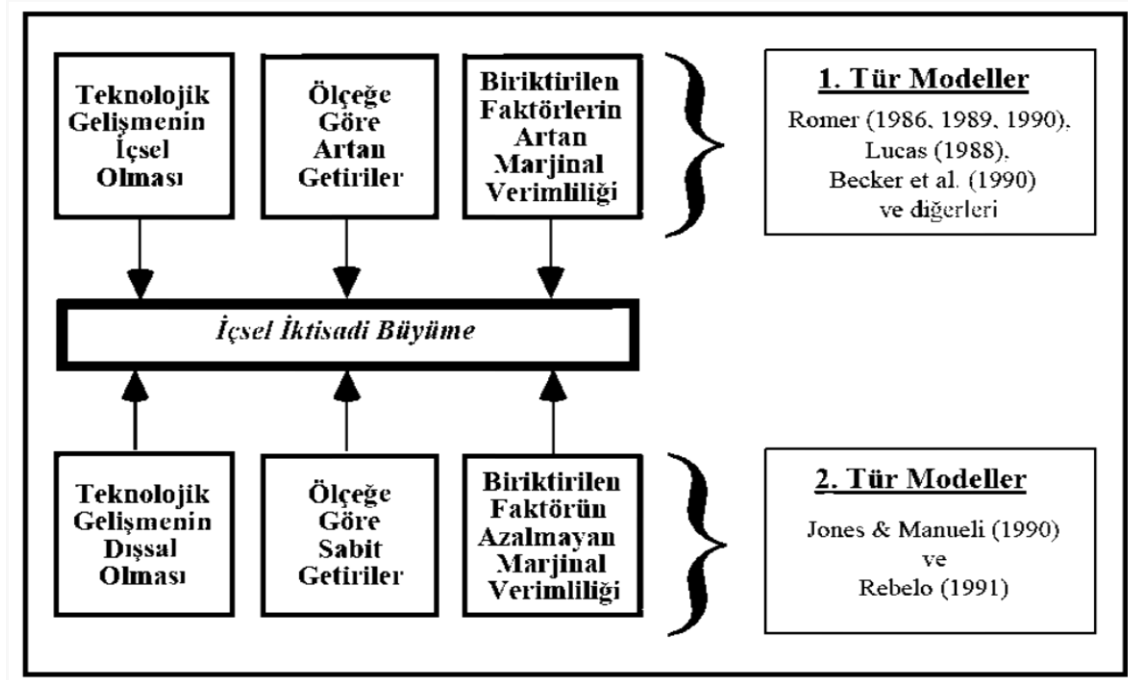 Teknolojik
Gelişmenin
İçsel
Olması
Ölçeğe
Göre
Artan
Getiriler
Biriktirilen
Faktörlerin
Artan
Marjinal
Verimliliği
1. Tür Modeller
Romer (1986, 1989, 1990),
Lucas (1988),
Becker et al. (1990)
ve diğerleri
İçsel İktisadi Büyüme
Teknolojik
Gelişmenin
Dışsal
Olması
Ölçeğe
Göre
Sabit
Getiriler
Biriktirilen
Faktörün
Azalmayan
Marjinal
Verimliliği
2. Tür Modeller
Jones & Manueli (1990)
ve
Rebelo (1991)